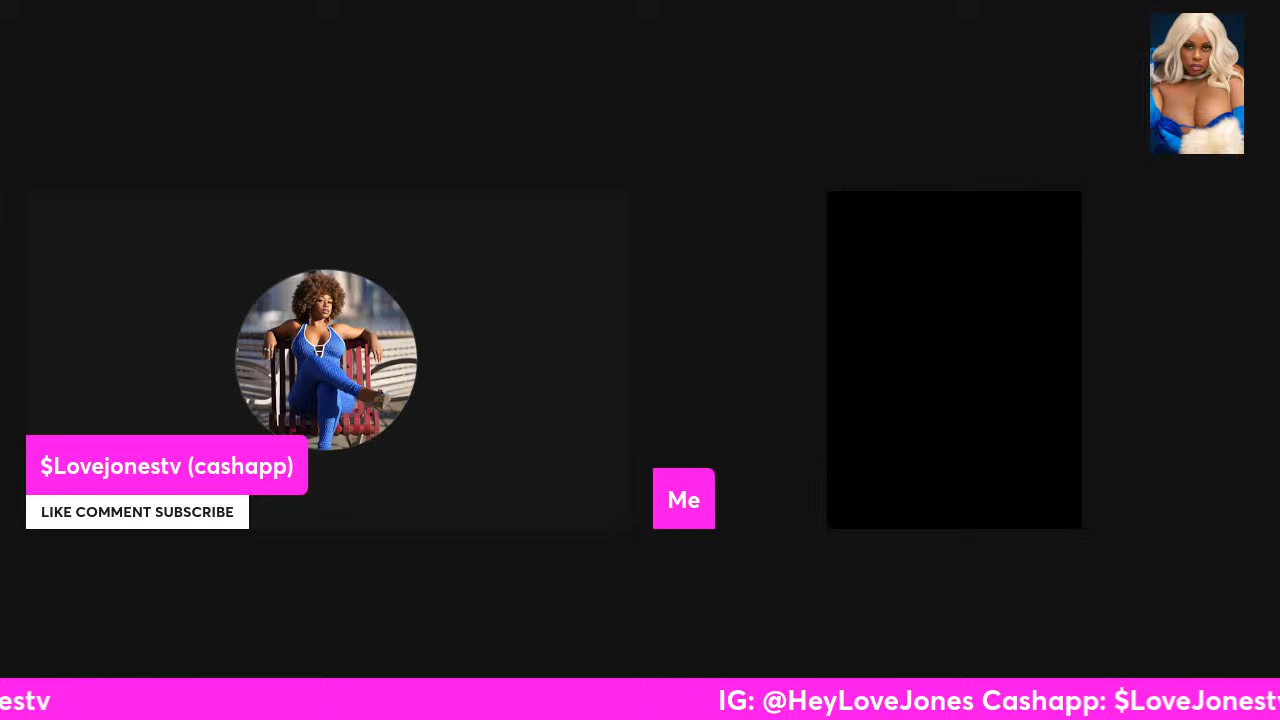 $Lovejonestv (cashapp)
LIKE COMMENT SUBSCRIBE
Me
estv
IG: @HeyLoveJones Cashapp: $LoveJonestv